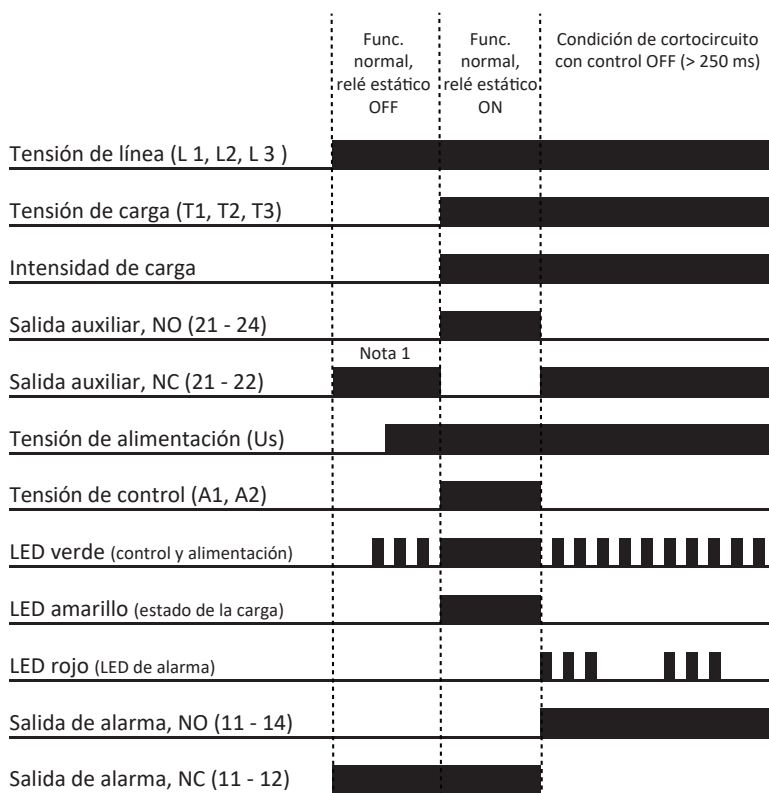 Func.
normal,
relé estático
OFF
Func.
normal,
relé estático
ON
Condición de cortocircuito
con control OFF (> 250 ms)
Tensión de línea (L 1, L2, L 3 )
Tensión de carga (T1, T2, T3)
Intensidad de carga
Salida auxiliar, NO (21 - 24)
Nota 1
Salida auxiliar, NC (21 - 22)
Tensión de alimentación (Us)
Tensión de control (A1, A2)
LED verde (control y alimentación)
LED amarillo (estado de la carga)
LED rojo (LED de alarma)
Salida de alarma, NO (11 - 14)
Salida de alarma, NC (11 - 12)